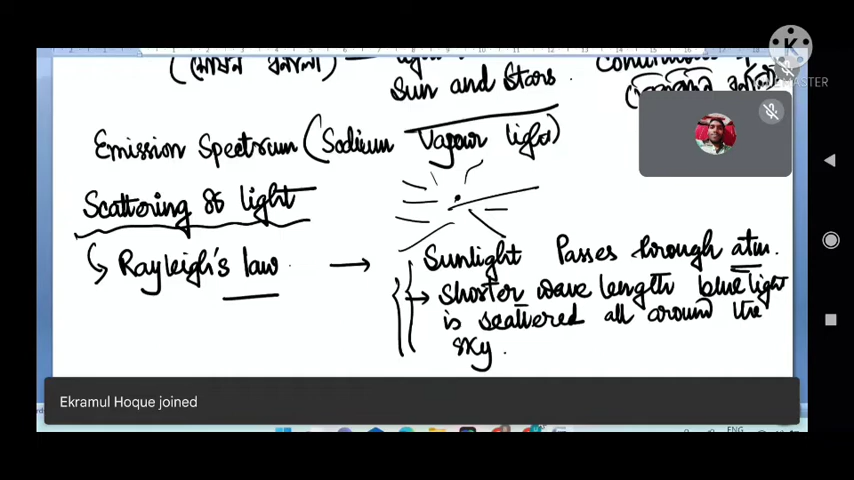 Sun and Stars.
Emission Spectrum (Sodium Vapour light)
Scattering of light
Rayleigh's law. → Sunlight Passes through atm.
→ Shorter wave length blue light
is scattered all around the
sky.
Ekramul Hoque joined
ENG